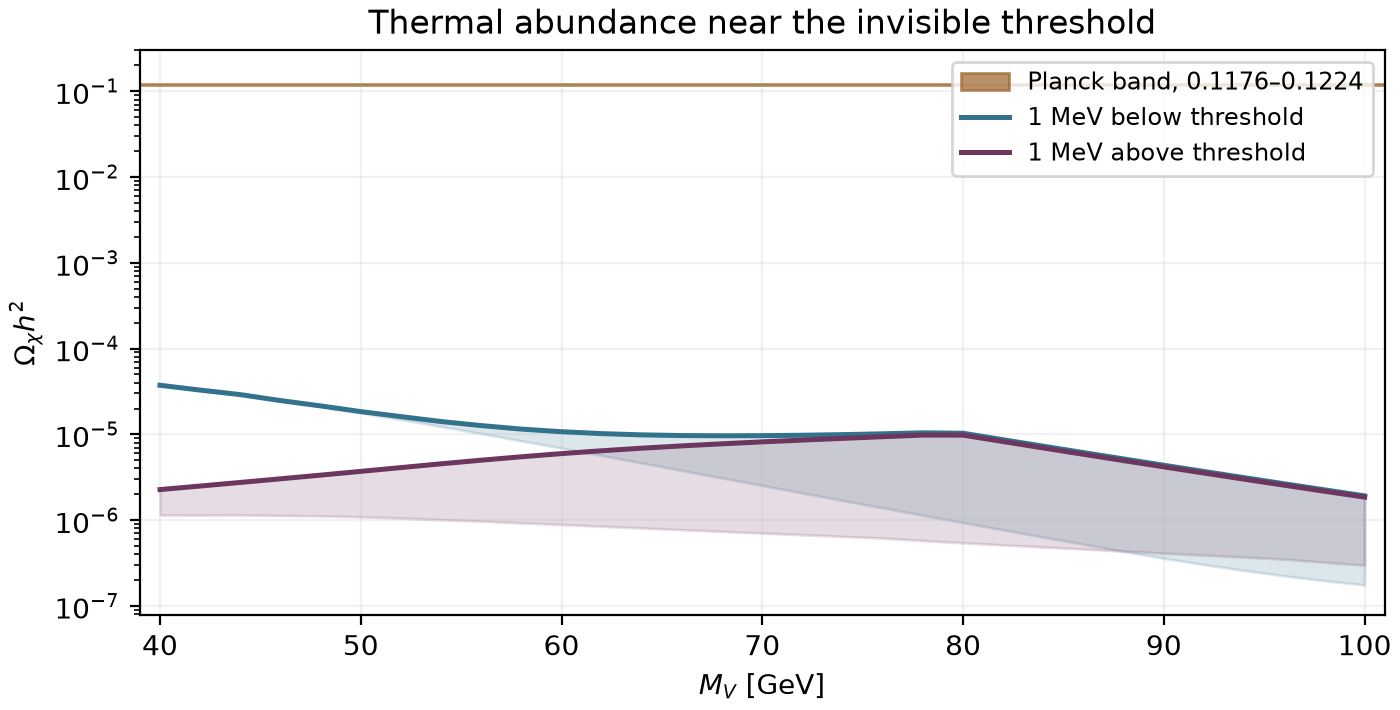 Thermal abundance near the invisible threshold
Planck band, 0.1176–0.1224
1 MeV below threshold
1 MeV above threshold
10⁻¹
10⁻²
10⁻³
10⁻⁴
10⁻⁵
10⁻⁶
10⁻⁷
Ωχh²
40 50 60 70 80 90 100
M_V [GeV]